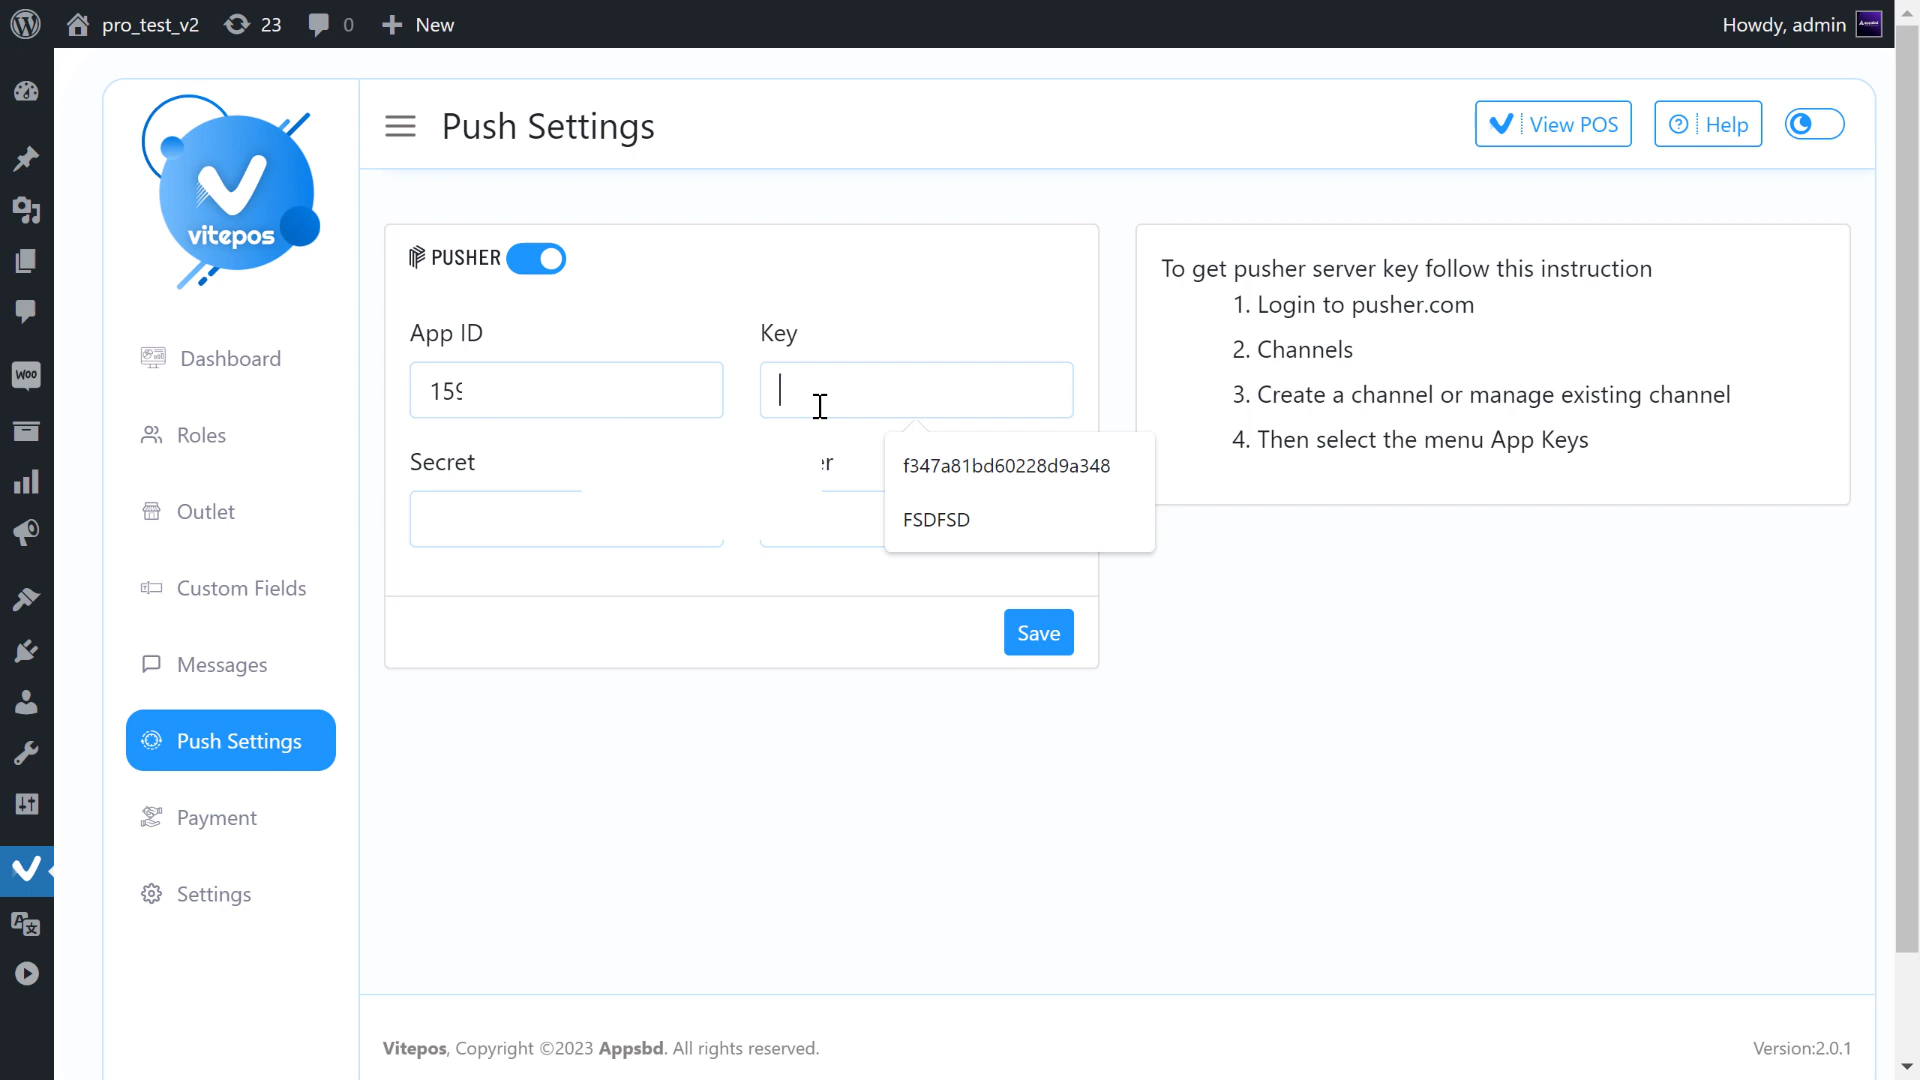 pro_test_v2
23
0
New
Howdy, admin
vitepos
Push Settings
View POS
Help
PUSHER
App ID
Key
Secret
er
f347a81bd60228d9a348
FSDFSD
Save
To get pusher server key follow this instruction
1. Login to pusher.com
2. Channels
3. Create a channel or manage existing channel
4. Then select the menu App Keys
Dashboard
Roles
Outlet
Custom Fields
Messages
Push Settings
Payment
Settings
WOO
Vitepos, Copyright ©2023 Appsbd. All rights reserved.
Version:2.0.1